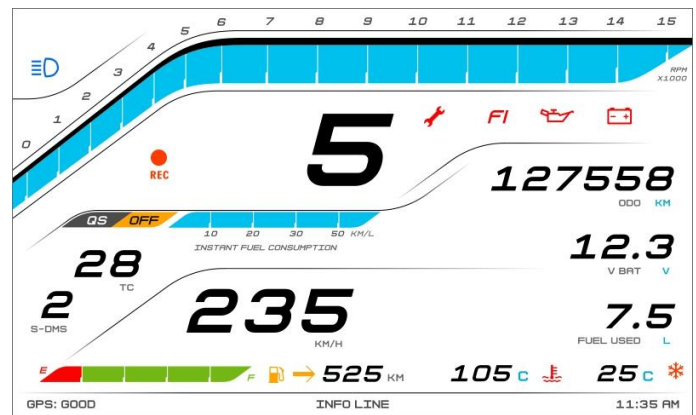 0 1 2 3 4 5 6 7 8 9 10 11 12 13 14 15
RPM
X1000
5
FI
REC
127558
ODO KM
QS OFF
10 20 30 50 KM/L
INSTANT FUEL CONSUMPTION
12.3
V BAT V
28
TC
2
S-DMS
235
KM/H
7.5
FUEL USED L
E F → 525 KM 105 C 25 C
GPS: GOOD INFO LINE 11:35 AM